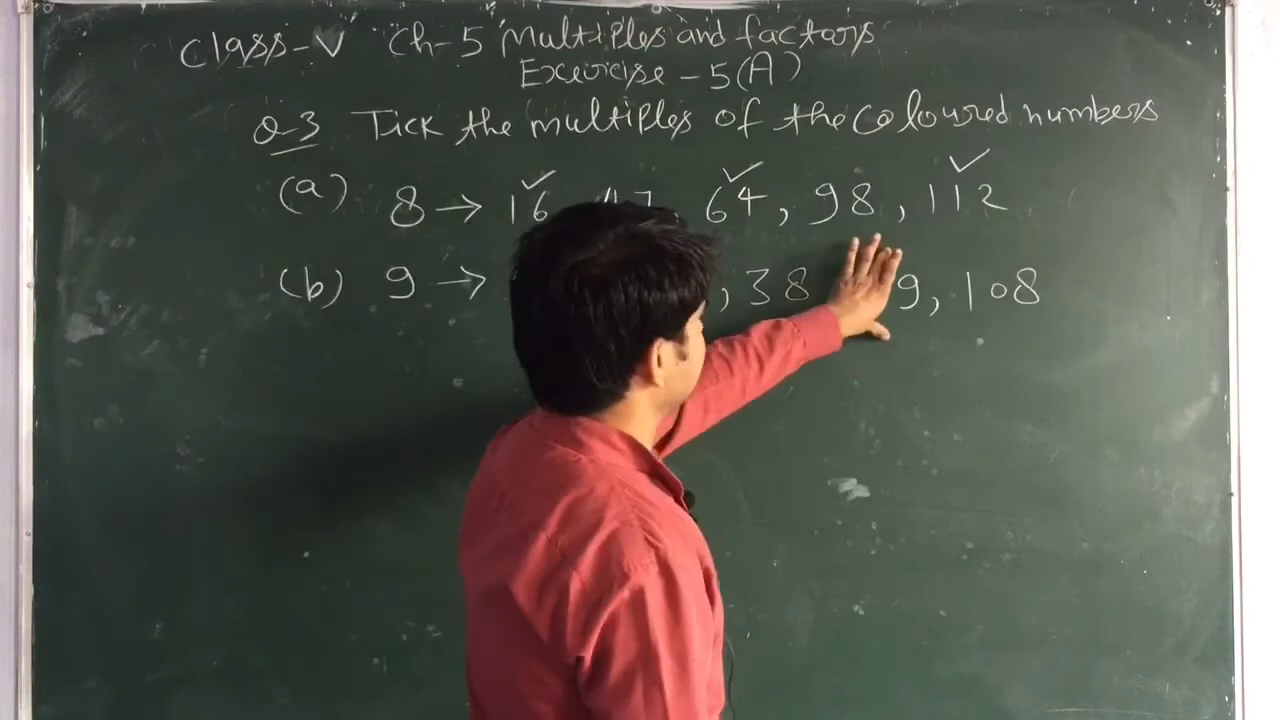 Class-V Ch-5 Multiples and factors
Exercise - 5(A)
Q-3 Tick the multiples of the coloured numbers
(a) 8 → 16 ✓, 64 ✓, 98, 112 ✓
(b) 9 → , 38 9, 108